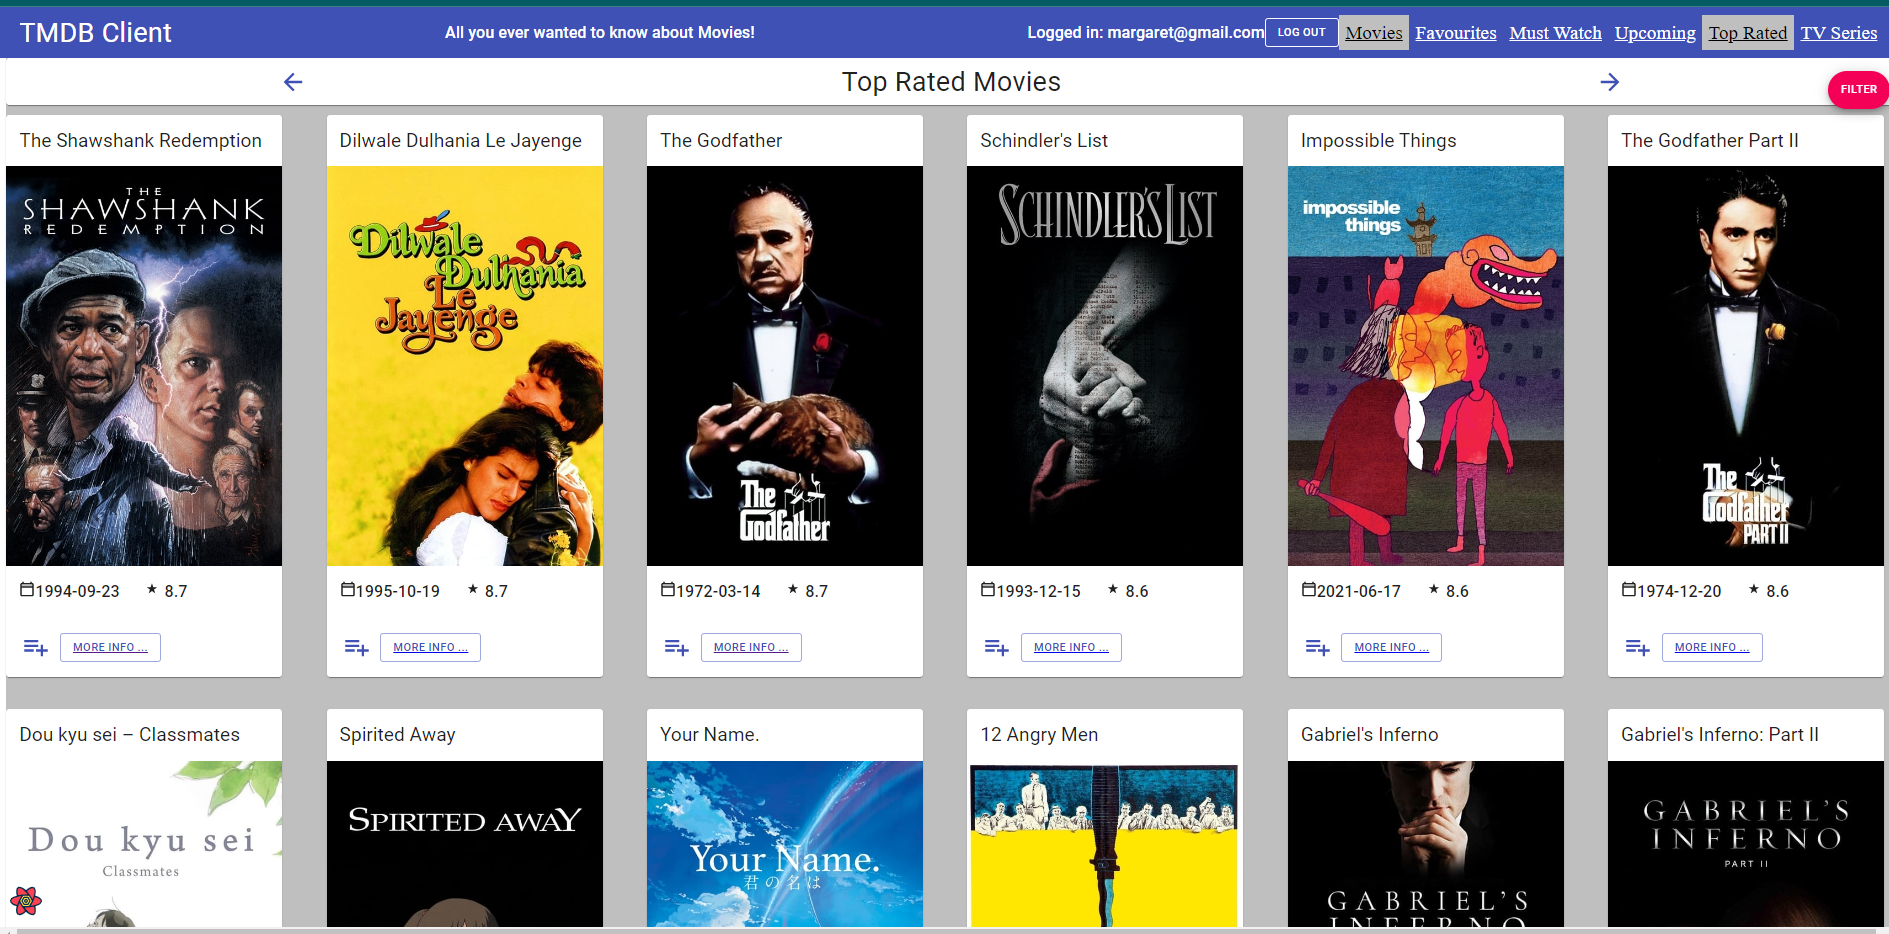 TMDB Client
All you ever wanted to know about Movies!
Logged in: margaret@gmail.com LOG OUT Movies Favourites Must Watch Upcoming Top Rated TV Series
Top Rated Movies
FILTER
The Shawshank Redemption
THE
SHAWSHANK
REDEMPTION
1994-09-23 ★ 8.7
MORE INFO ...
Dilwale Dulhania Le Jayenge
Dilwale
Dulhania
Le
Jayenge
1995-10-19 ★ 8.7
MORE INFO ...
The Godfather
The
Godfather
1972-03-14 ★ 8.7
MORE INFO ...
Schindler's List
SCHINDLER'S LIST
1993-12-15 ★ 8.6
MORE INFO ...
Impossible Things
impossible
things
2021-06-17 ★ 8.6
MORE INFO ...
The Godfather Part II
The
Godfather
PART II
1974-12-20 ★ 8.6
MORE INFO ...
Dou kyu sei – Classmates
Dou kyu sei
Classmates
Spirited Away
SPIRITED AWAY
Your Name.
Your Name.
君の名は
12 Angry Men
Gabriel's Inferno
GABRIEL'S
INFERNO
Gabriel's Inferno: Part II
GABRIEL'S
INFERNO
PART II